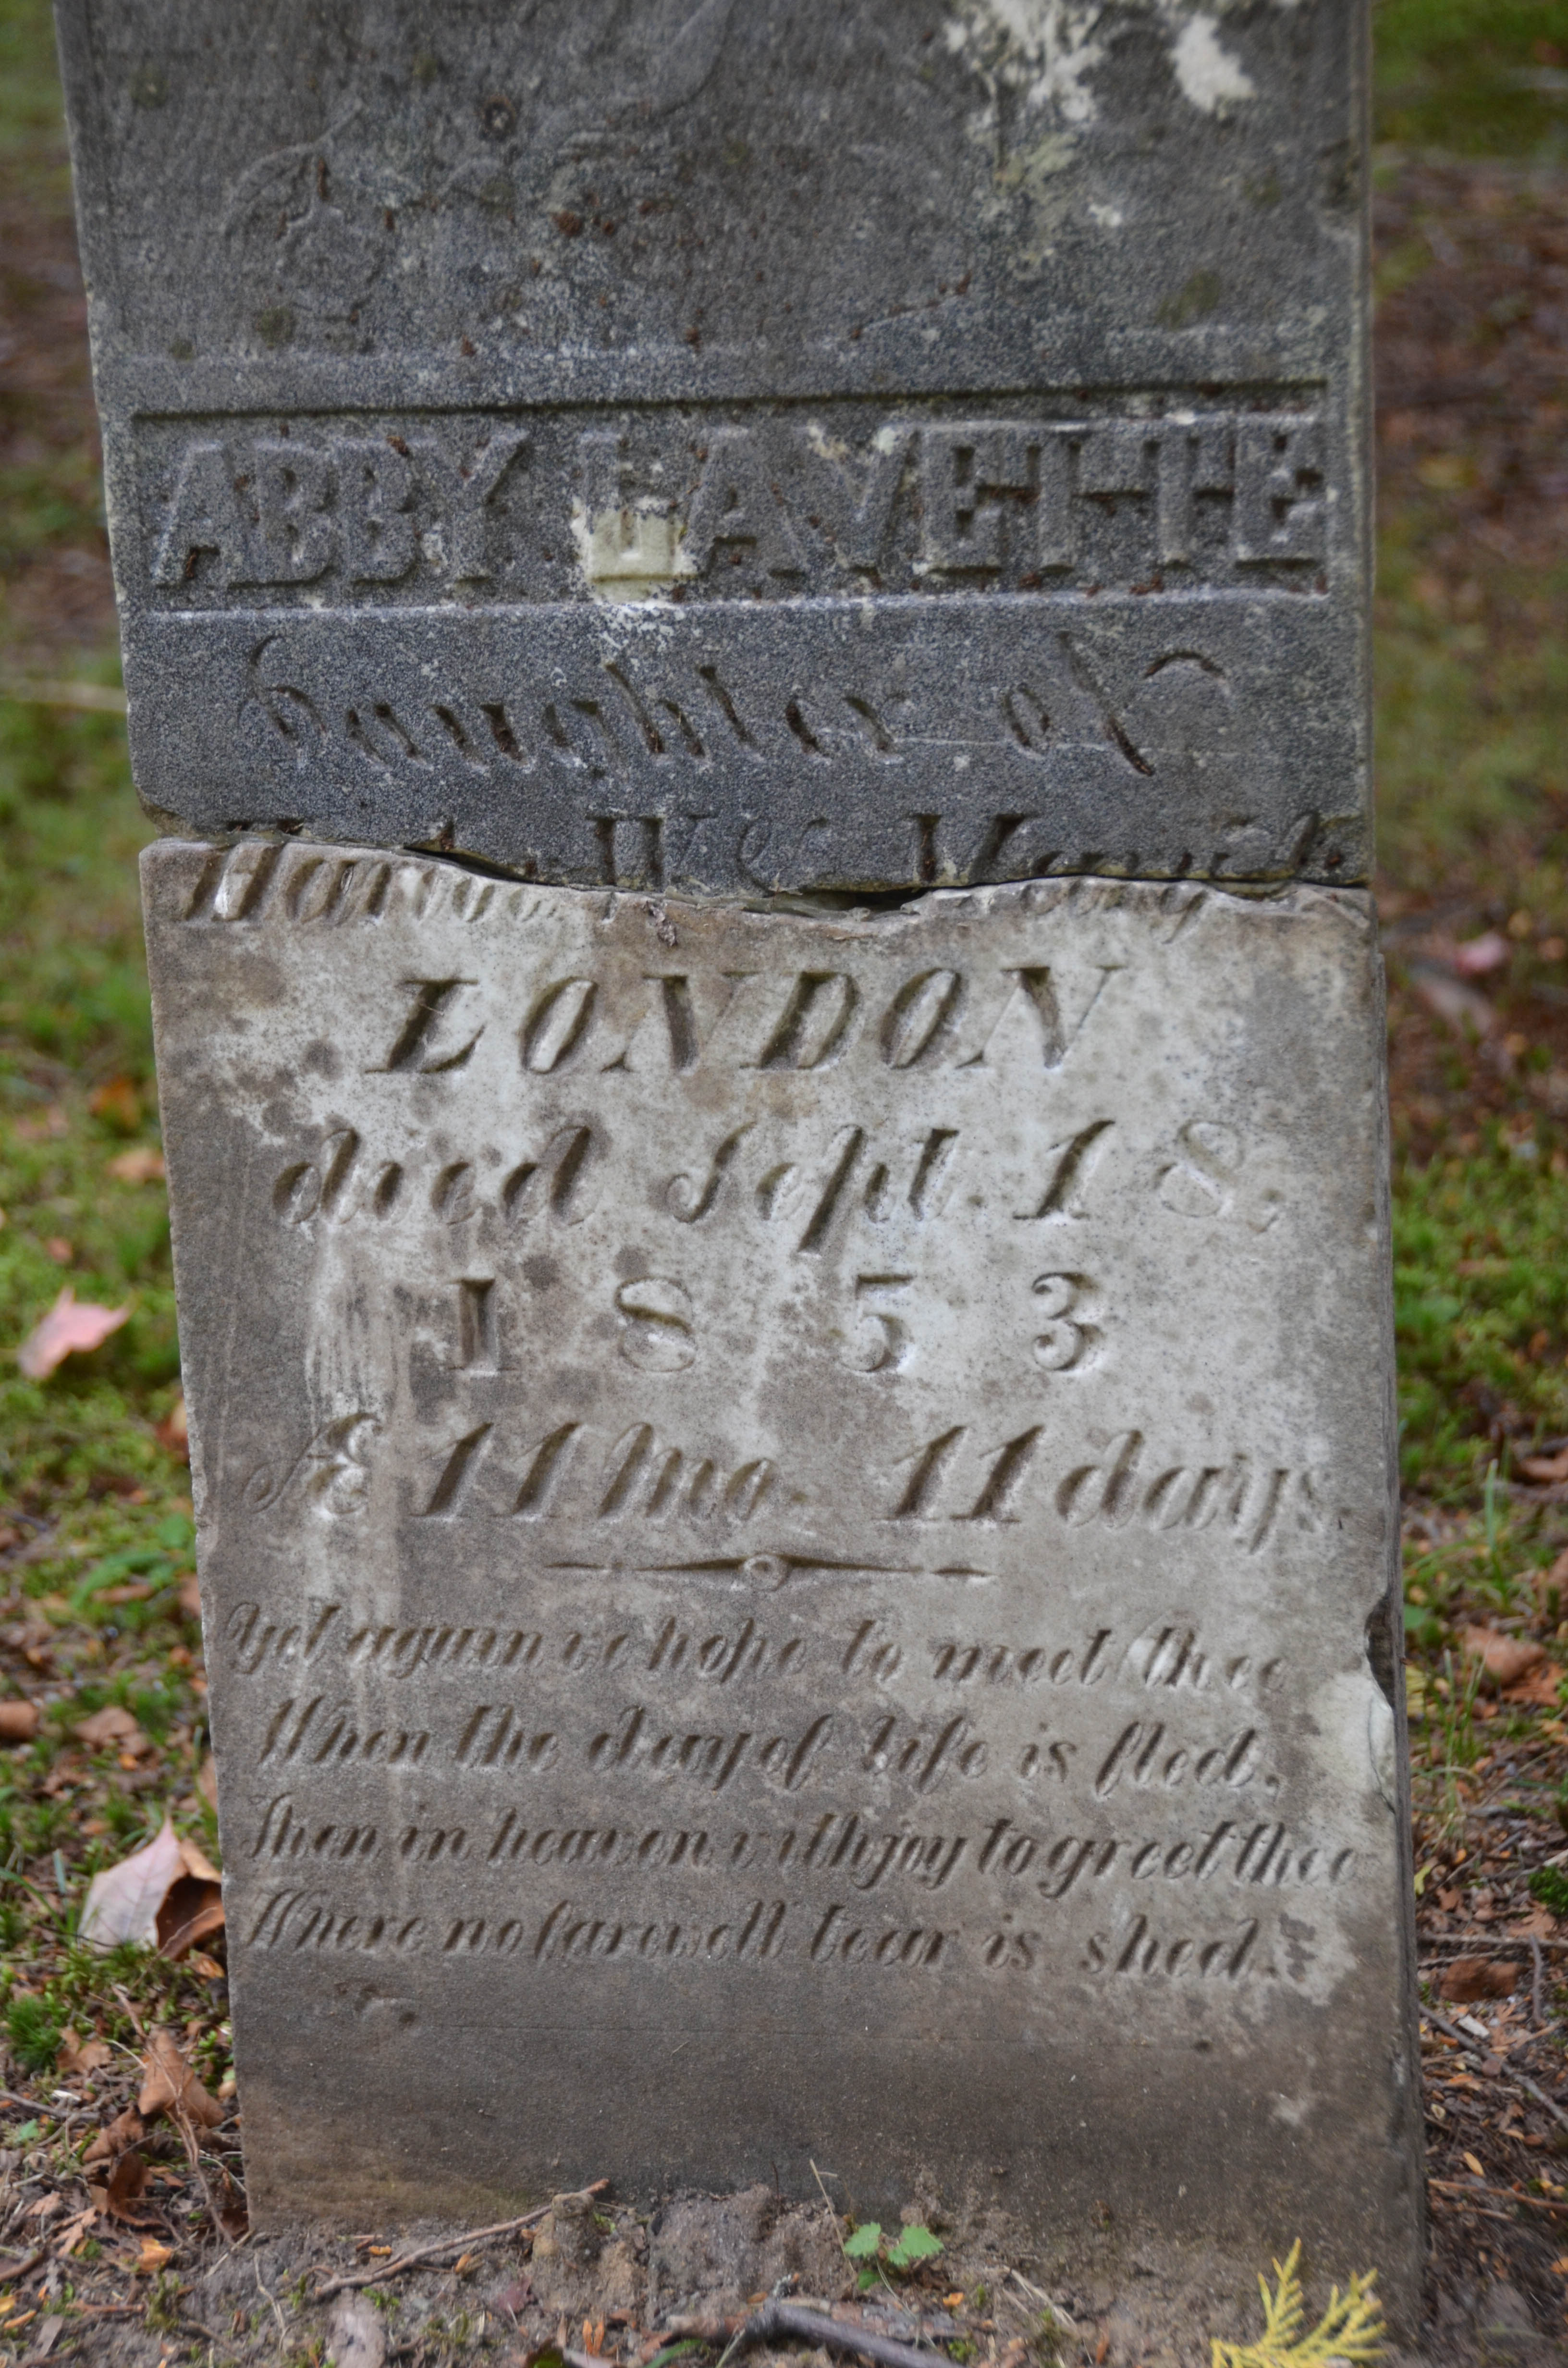 ABBY LAVETTE
Daughter of
W &
LONDON
died Sept. 18,
1853
Æ 11 mo. 11 days.
Yet again we hope to meet thee
When the day of life is fled,
Then in heaven with joy to greet thee
Where no farewell tear is shed.